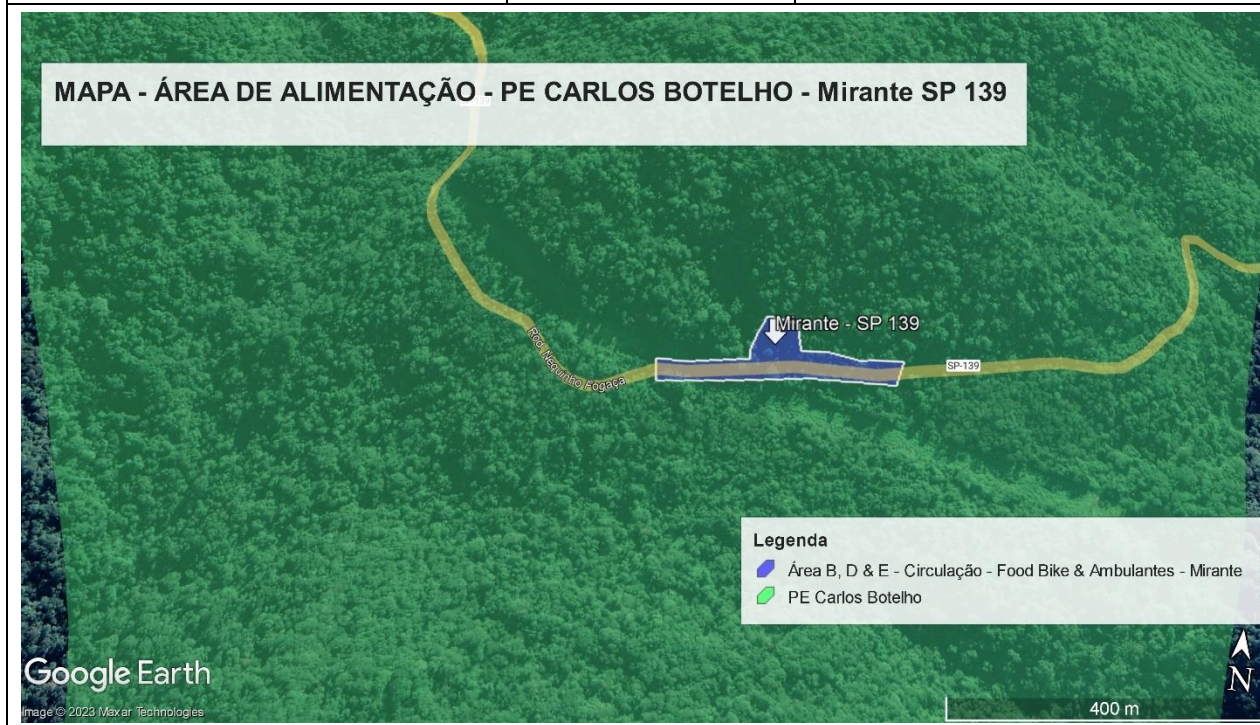 MAPA - ÁREA DE ALIMENTAÇÃO - PE CARLOS BOTELHO - Mirante SP 139
Mirante - SP 139
SP-139
Rod. Nequinho Fogaça
Legenda
Área B, D & E - Circulação - Food Bike & Ambulantes - Mirante
PE Carlos Botelho
Google Earth
Image © 2023 Maxar Technologies
N
400 m